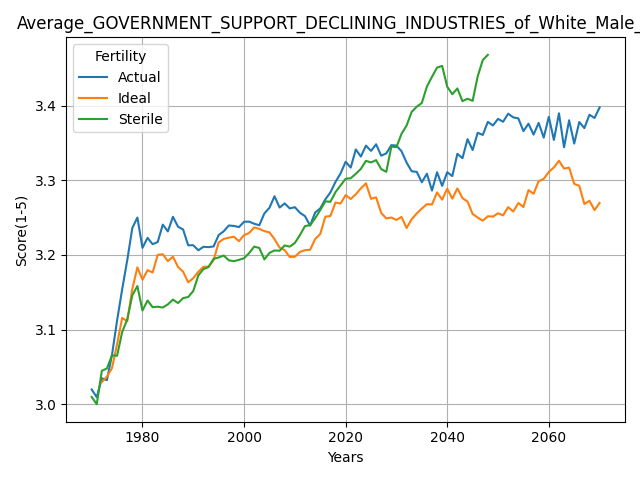 Average_GOVERNMENT_SUPPORT_DECLINING_INDUSTRIES_of_White_Male_
Fertility
Actual
Ideal
Sterile
Score(1-5)
3.4
3.3
3.2
3.1
3.0
1980 2000 2020 2040 2060
Years